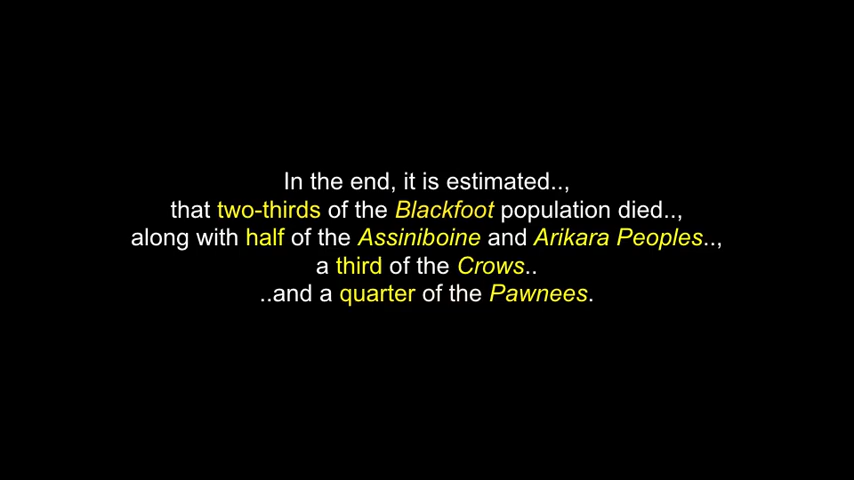 In the end, it is estimated..,
that two-thirds of the Blackfoot population died..,
along with half of the Assiniboine and Arikara Peoples..,
a third of the Crows..
..and a quarter of the Pawnees.